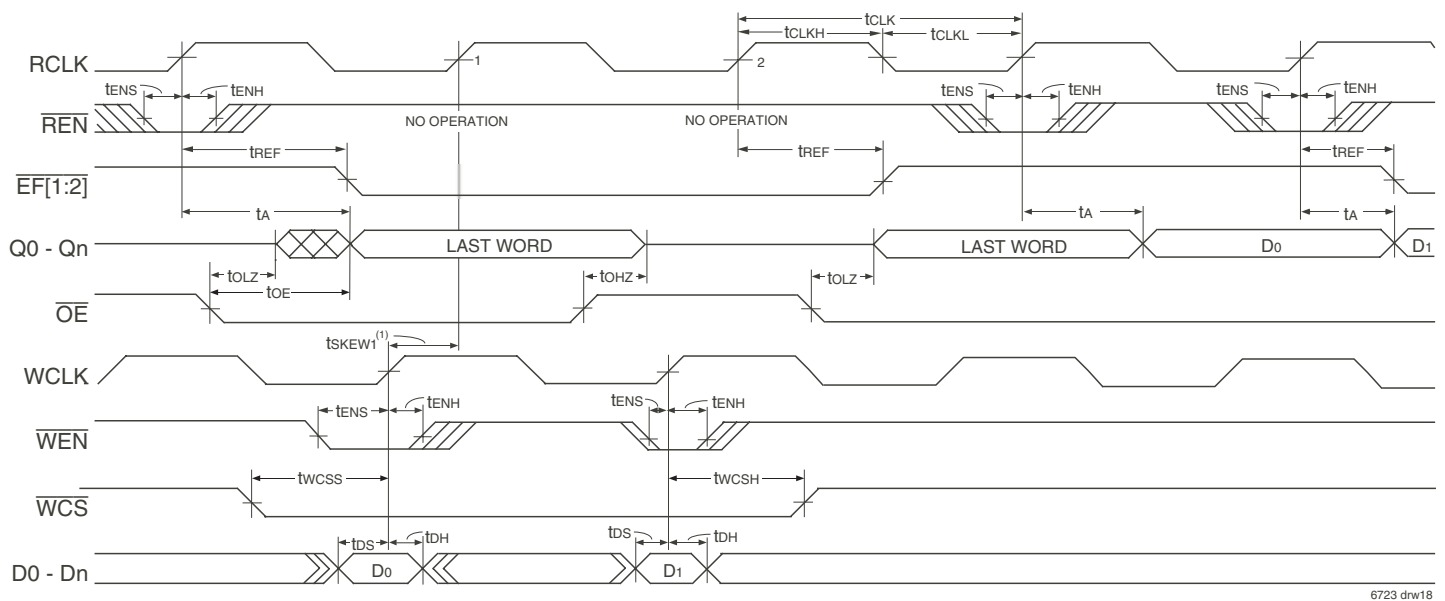 tCLK
tCLKH tCLKL
RCLK 1 2
tENS tENH tENS tENH tENS tENH
REN NO OPERATION NO OPERATION
tREF tREF tREF
EF[1:2]
tA tA tA
Q0 - Qn LAST WORD LAST WORD D0 D1
tOLZ tOHZ tOLZ
tOE
OE
tSKEW1(1)
WCLK
tENS tENH tENS tENH
WEN
tWCSS tWCSH
WCS
tDS tDH tDS tDH
D0 - Dn D0 D1
6723 drw18